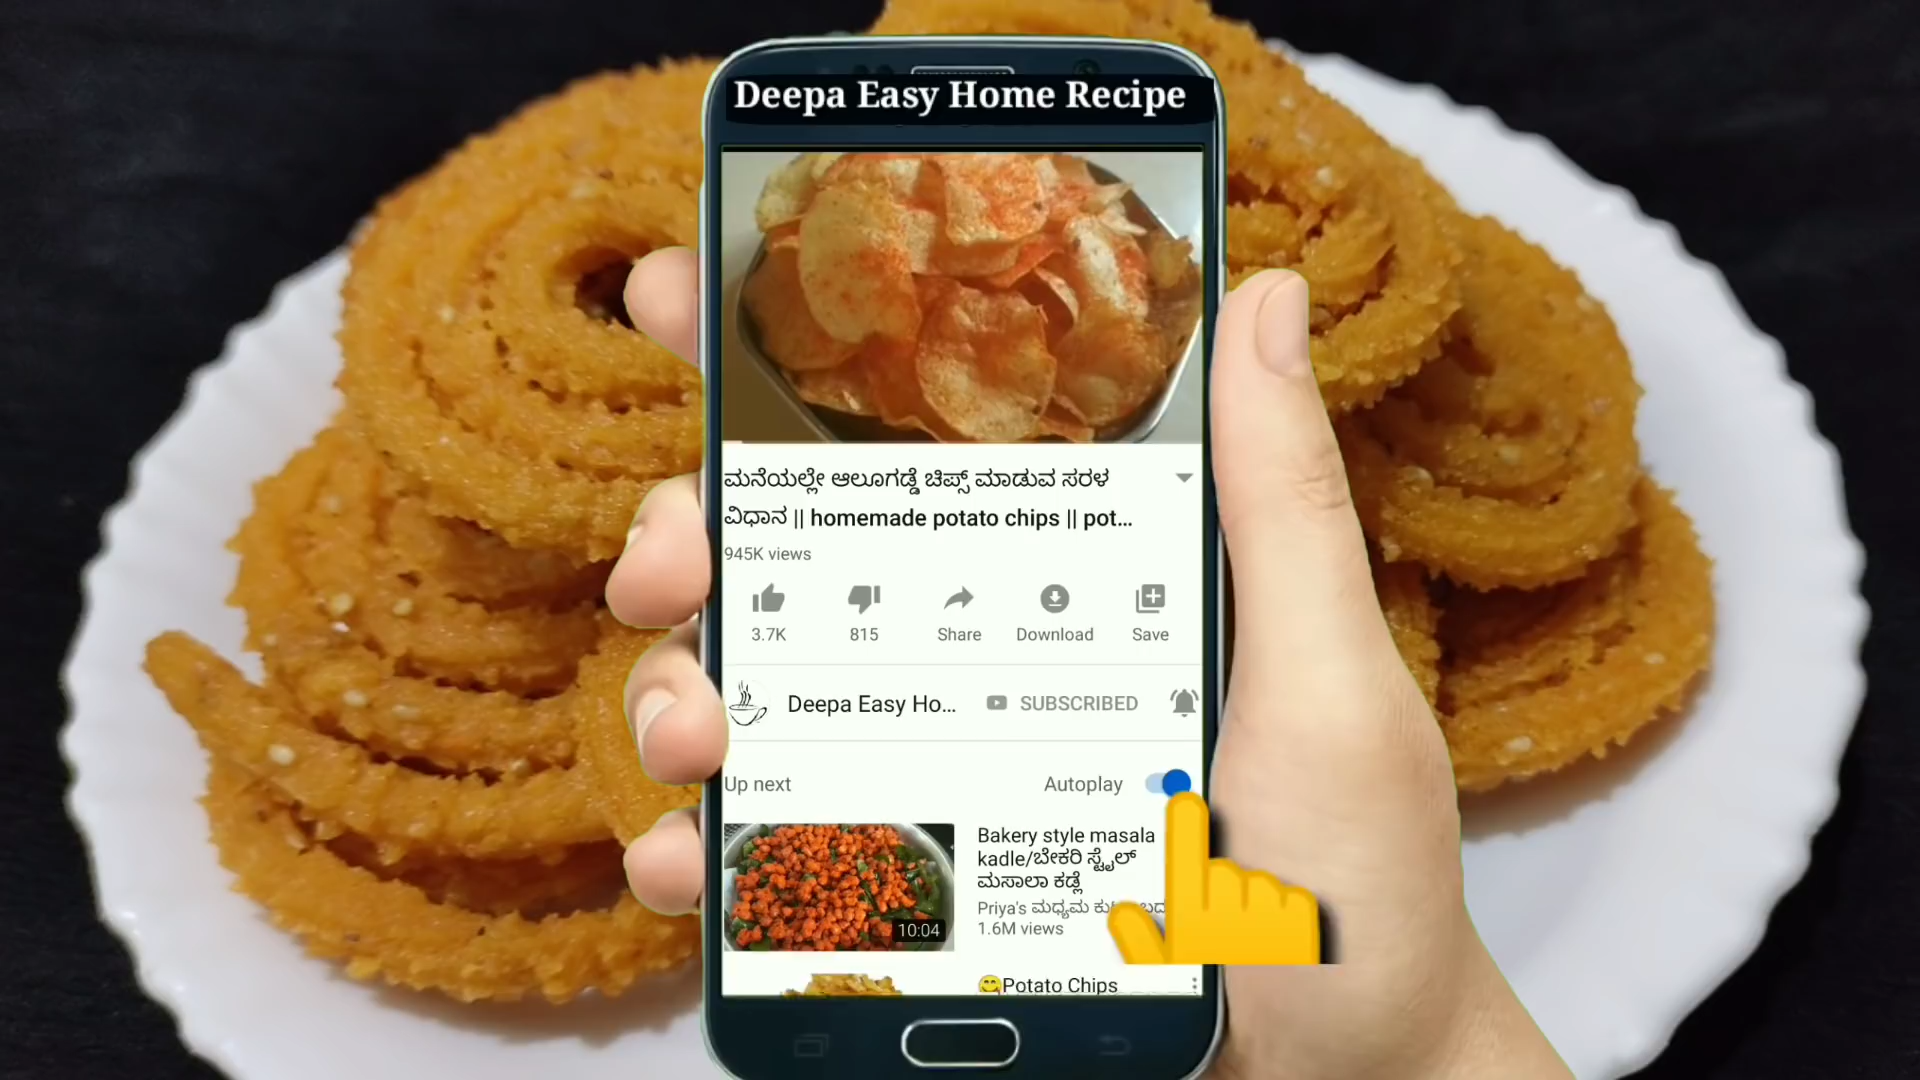 Deepa Easy Home Recipe
ಮನೆಯಲ್ಲೇ ಆಲೂಗಡ್ಡೆ ಚಿಪ್ಸ್ ಮಾಡುವ ಸರಳ
ವಿಧಾನ || homemade potato chips || pot...
945K views
3.7K 815 Share Download Save
Deepa Easy Ho... SUBSCRIBED
Up next Autoplay
Bakery style masala
kadle/ಬೇಕರಿ ಸ್ಟೈಲ್
ಮಸಾಲಾ ಕಡ್ಲೆ
Priya's ಮಧ್ಯಮ
10:04 1.6M views
😋Potato Chips